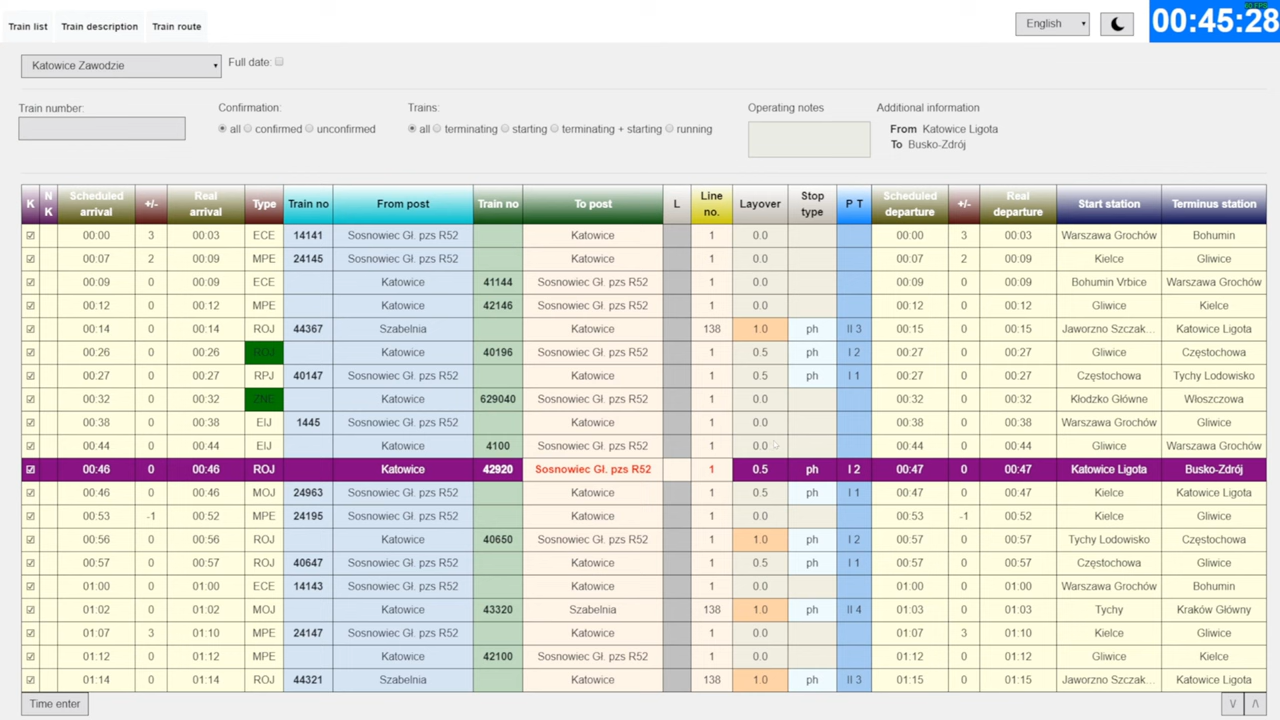 Train list Train description Train route English 00:45:28
Katowice Zawodzie Full date:
Train number: Confirmation: Trains: Operating notes Additional information
all confirmed unconfirmed all terminating starting terminating + starting running From Katowice Ligota
To Busko-Zdrój
K N K Scheduled arrival +/- Real arrival Type Train no From post Train no To post L Line no. Layover Stop type P T Scheduled departure +/- Real departure Start station Terminus station
00:00 3 00:03 ECE 14141 Sosnowiec Gł. pzs R52 Katowice 1 0.0 00:00 3 00:03 Warszawa Grochów Bohumin
00:07 2 00:09 MPE 24145 Sosnowiec Gł. pzs R52 Katowice 1 0.0 00:07 2 00:09 Kielce Gliwice
00:09 0 00:09 ECE Katowice 41144 Sosnowiec Gł. pzs R52 1 0.0 00:09 0 00:09 Bohumin Vrbice Warszawa Grochów
00:12 0 00:12 MPE Katowice 42146 Sosnowiec Gł. pzs R52 1 0.0 00:12 0 00:12 Gliwice Kielce
00:14 0 00:14 ROJ 44367 Szabelnia Katowice 138 1.0 ph II 3 00:15 0 00:15 Jaworzno Szczak... Katowice Ligota
00:26 0 00:26 ROJ Katowice 40196 Sosnowiec Gł. pzs R52 1 0.5 ph I 2 00:27 0 00:27 Gliwice Częstochowa
00:27 0 00:27 RPJ 40147 Sosnowiec Gł. pzs R52 Katowice 1 0.5 ph I 1 00:27 0 00:27 Częstochowa Tychy Lodowisko
00:32 0 00:32 ZNE Katowice 629040 Sosnowiec Gł. pzs R52 1 0.0 00:32 0 00:32 Kłodzko Główne Włoszczowa
00:38 0 00:38 EIJ 1445 Sosnowiec Gł. pzs R52 Katowice 1 0.0 00:38 0 00:38 Warszawa Grochów Gliwice
00:44 0 00:44 EIJ Katowice 4100 Sosnowiec Gł. pzs R52 1 0.0 00:44 0 00:44 Gliwice Warszawa Grochów
00:46 0 00:46 ROJ Katowice 42920 Sosnowiec Gł. pzs R52 1 0.5 ph I 2 00:47 0 00:47 Katowice Ligota Busko-Zdrój
00:46 0 00:46 MOJ 24963 Sosnowiec Gł. pzs R52 Katowice 1 0.5 ph I 1 00:47 0 00:47 Kielce Katowice Ligota
00:53 -1 00:52 MPE 24195 Sosnowiec Gł. pzs R52 Katowice 1 0.0 00:53 -1 00:52 Kielce Gliwice
00:56 0 00:56 ROJ Katowice 40650 Sosnowiec Gł. pzs R52 1 1.0 ph I 2 00:57 0 00:57 Tychy Lodowisko Częstochowa
00:57 0 00:57 ROJ 40647 Sosnowiec Gł. pzs R52 Katowice 1 0.5 ph I 1 00:57 0 00:57 Częstochowa Gliwice
01:00 0 01:00 ECE 14143 Sosnowiec Gł. pzs R52 Katowice 1 0.0 01:00 0 01:00 Warszawa Grochów Bohumin
01:02 0 01:02 MOJ Katowice 43320 Szabelnia 138 1.0 ph II 4 01:03 0 01:03 Tychy Kraków Główny
01:07 3 01:10 MPE 24147 Sosnowiec Gł. pzs R52 Katowice 1 0.0 01:07 3 01:10 Kielce Gliwice
01:12 0 01:12 MPE Katowice 42100 Sosnowiec Gł. pzs R52 1 0.0 01:12 0 01:12 Gliwice Kielce
01:14 0 01:14 ROJ 44321 Szabelnia Katowice 138 1.0 ph II 3 01:15 0 01:15 Jaworzno Szczak... Katowice Ligota
Time enter